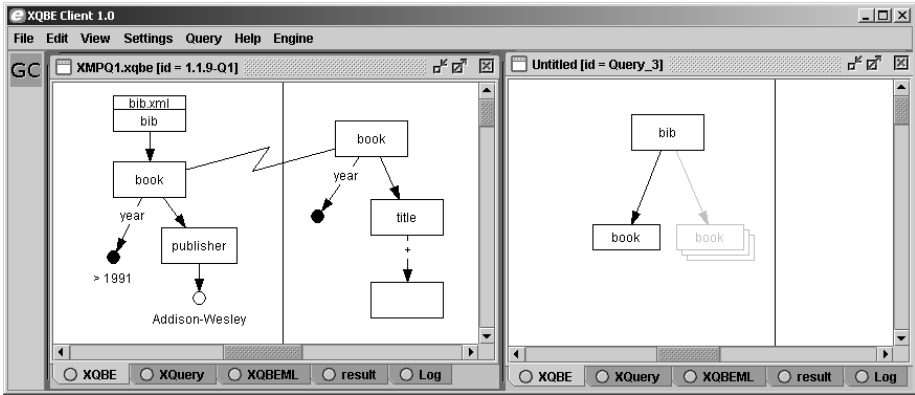 XQBE Client 1.0
File Edit View Settings Query Help Engine
GC
XMPQ1.xqbe [id = 1.1.9-Q1]
bib.xml
bib
book
year
publisher
> 1991
Addison-Wesley
book
year
title
+
XQBE XQuery XQBEML result Log
Untitled [id = Query_3]
bib
book book
XQBE XQuery XQBEML result Log